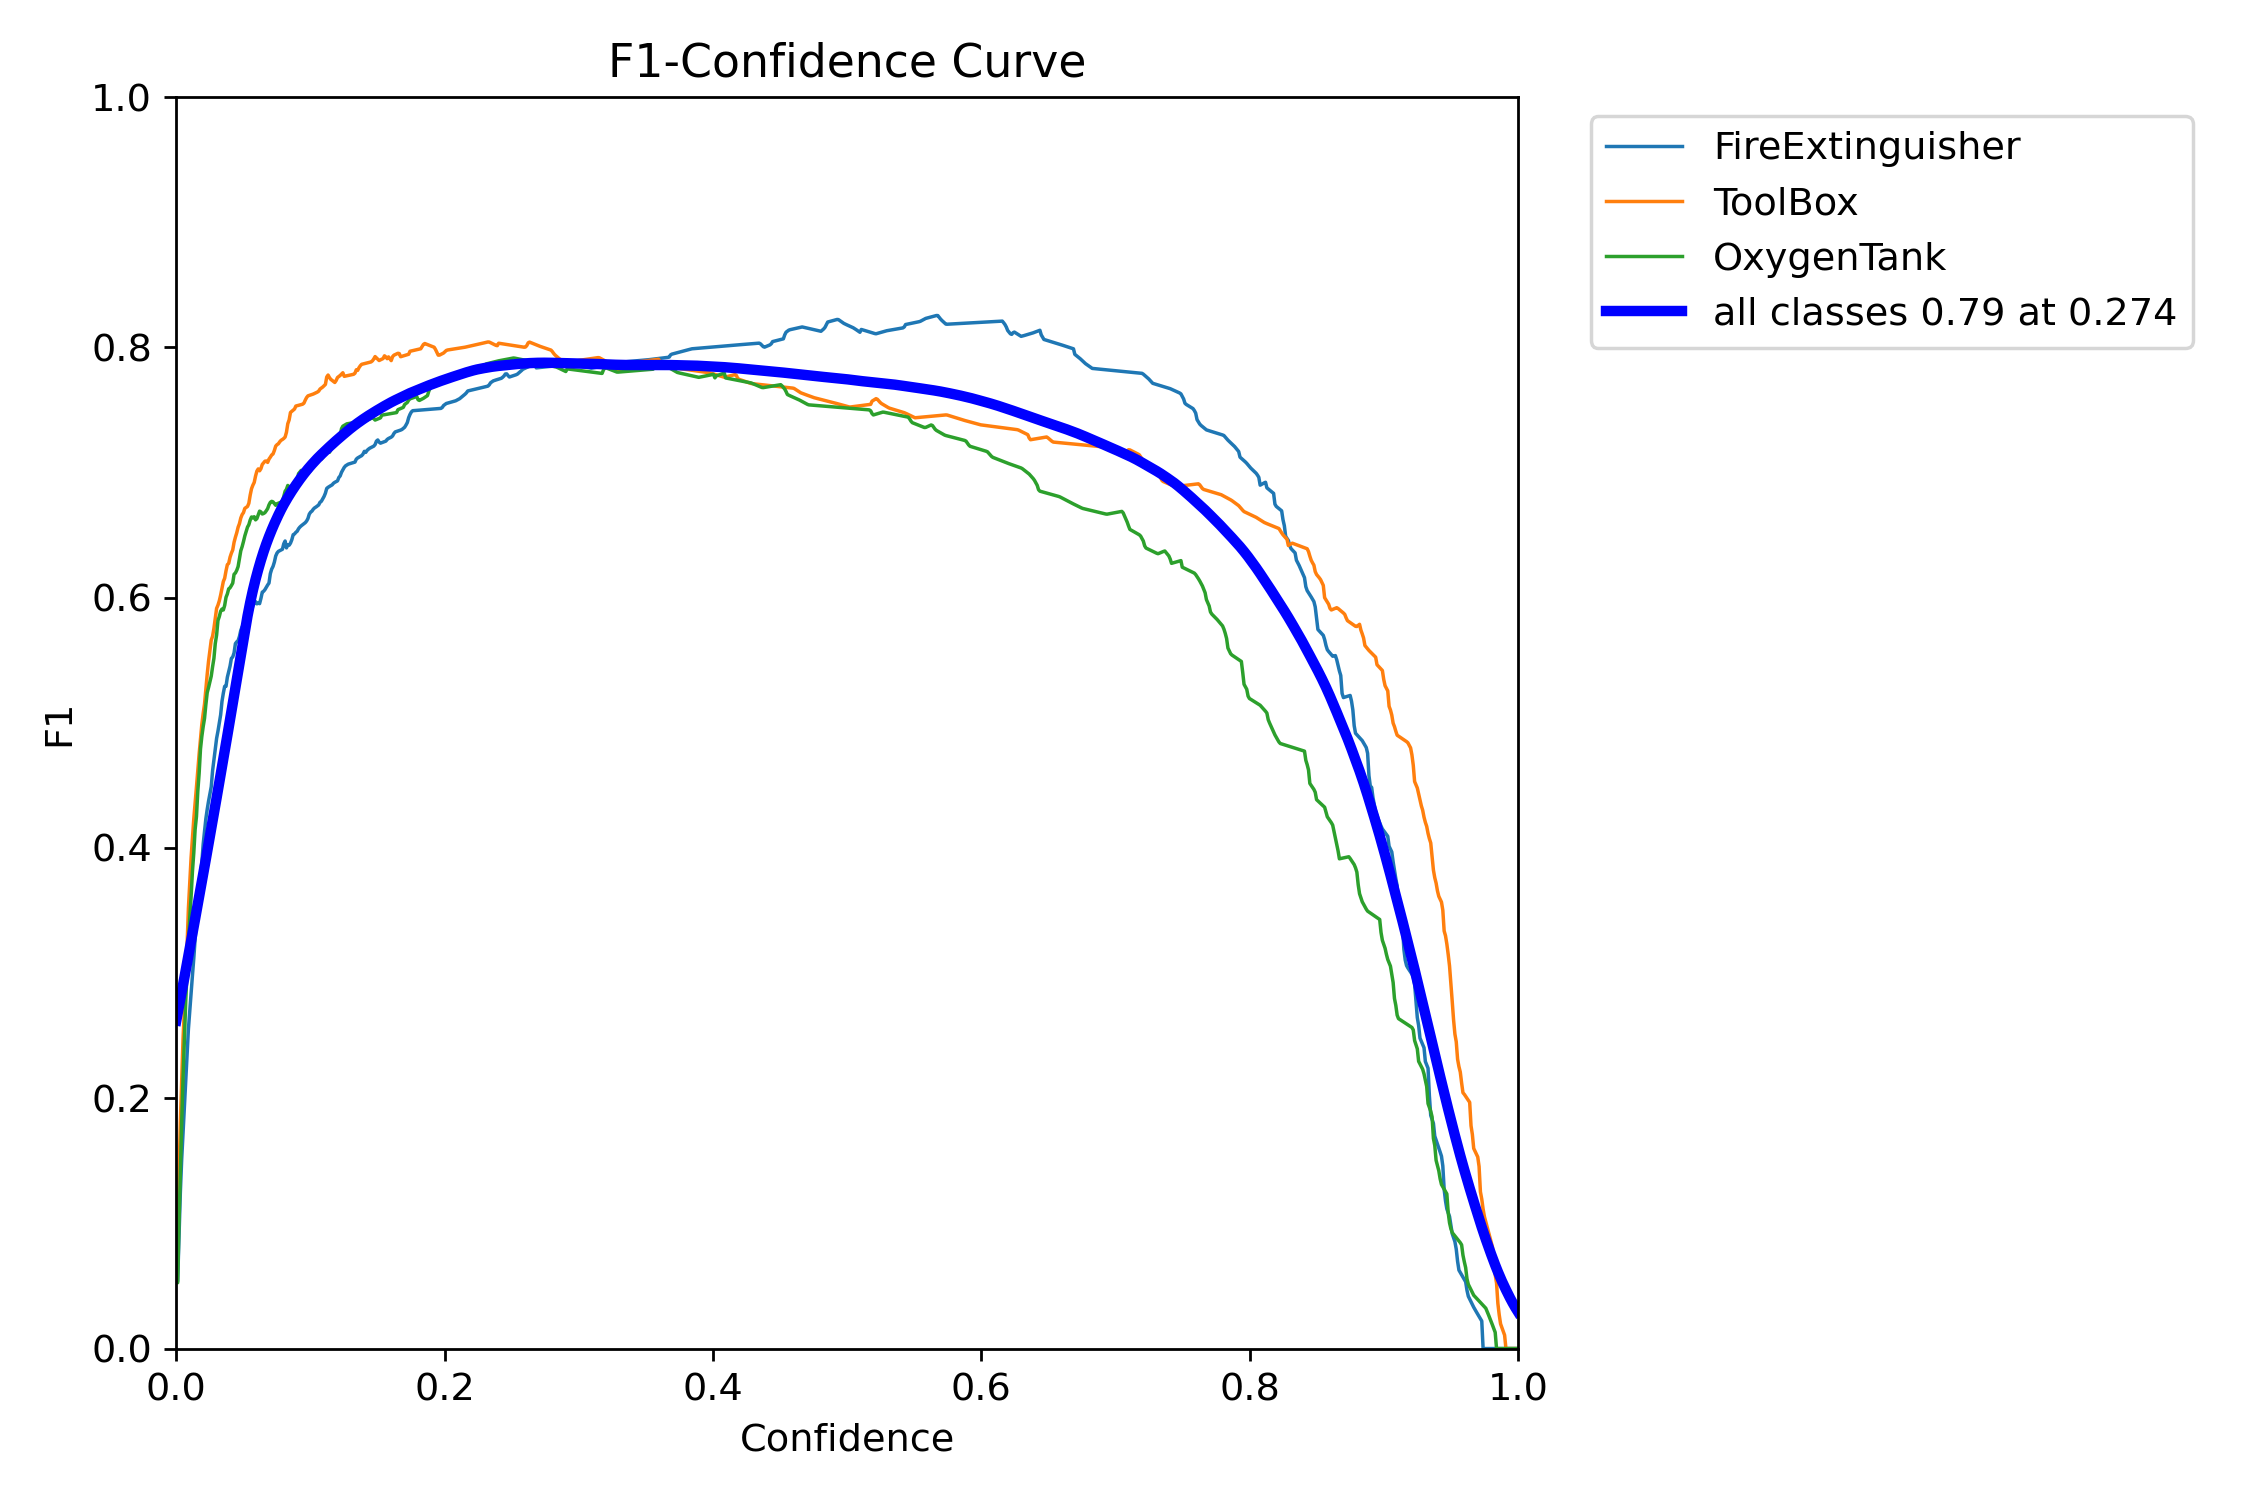 F1-Confidence Curve
1.0
0.8
0.6
0.4
0.2
0.0
F1
0.0 0.2 0.4 0.6 0.8 1.0
Confidence
FireExtinguisher
ToolBox
OxygenTank
all classes 0.79 at 0.274